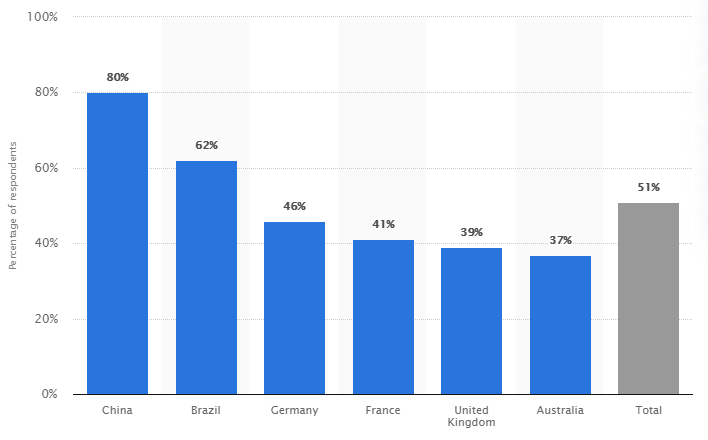 100%
80%
60%
40%
20%
0%
Percentage of respondents
80%
62%
46%
41%
39%
37%
51%
China
Brazil
Germany
France
United
Kingdom
Australia
Total